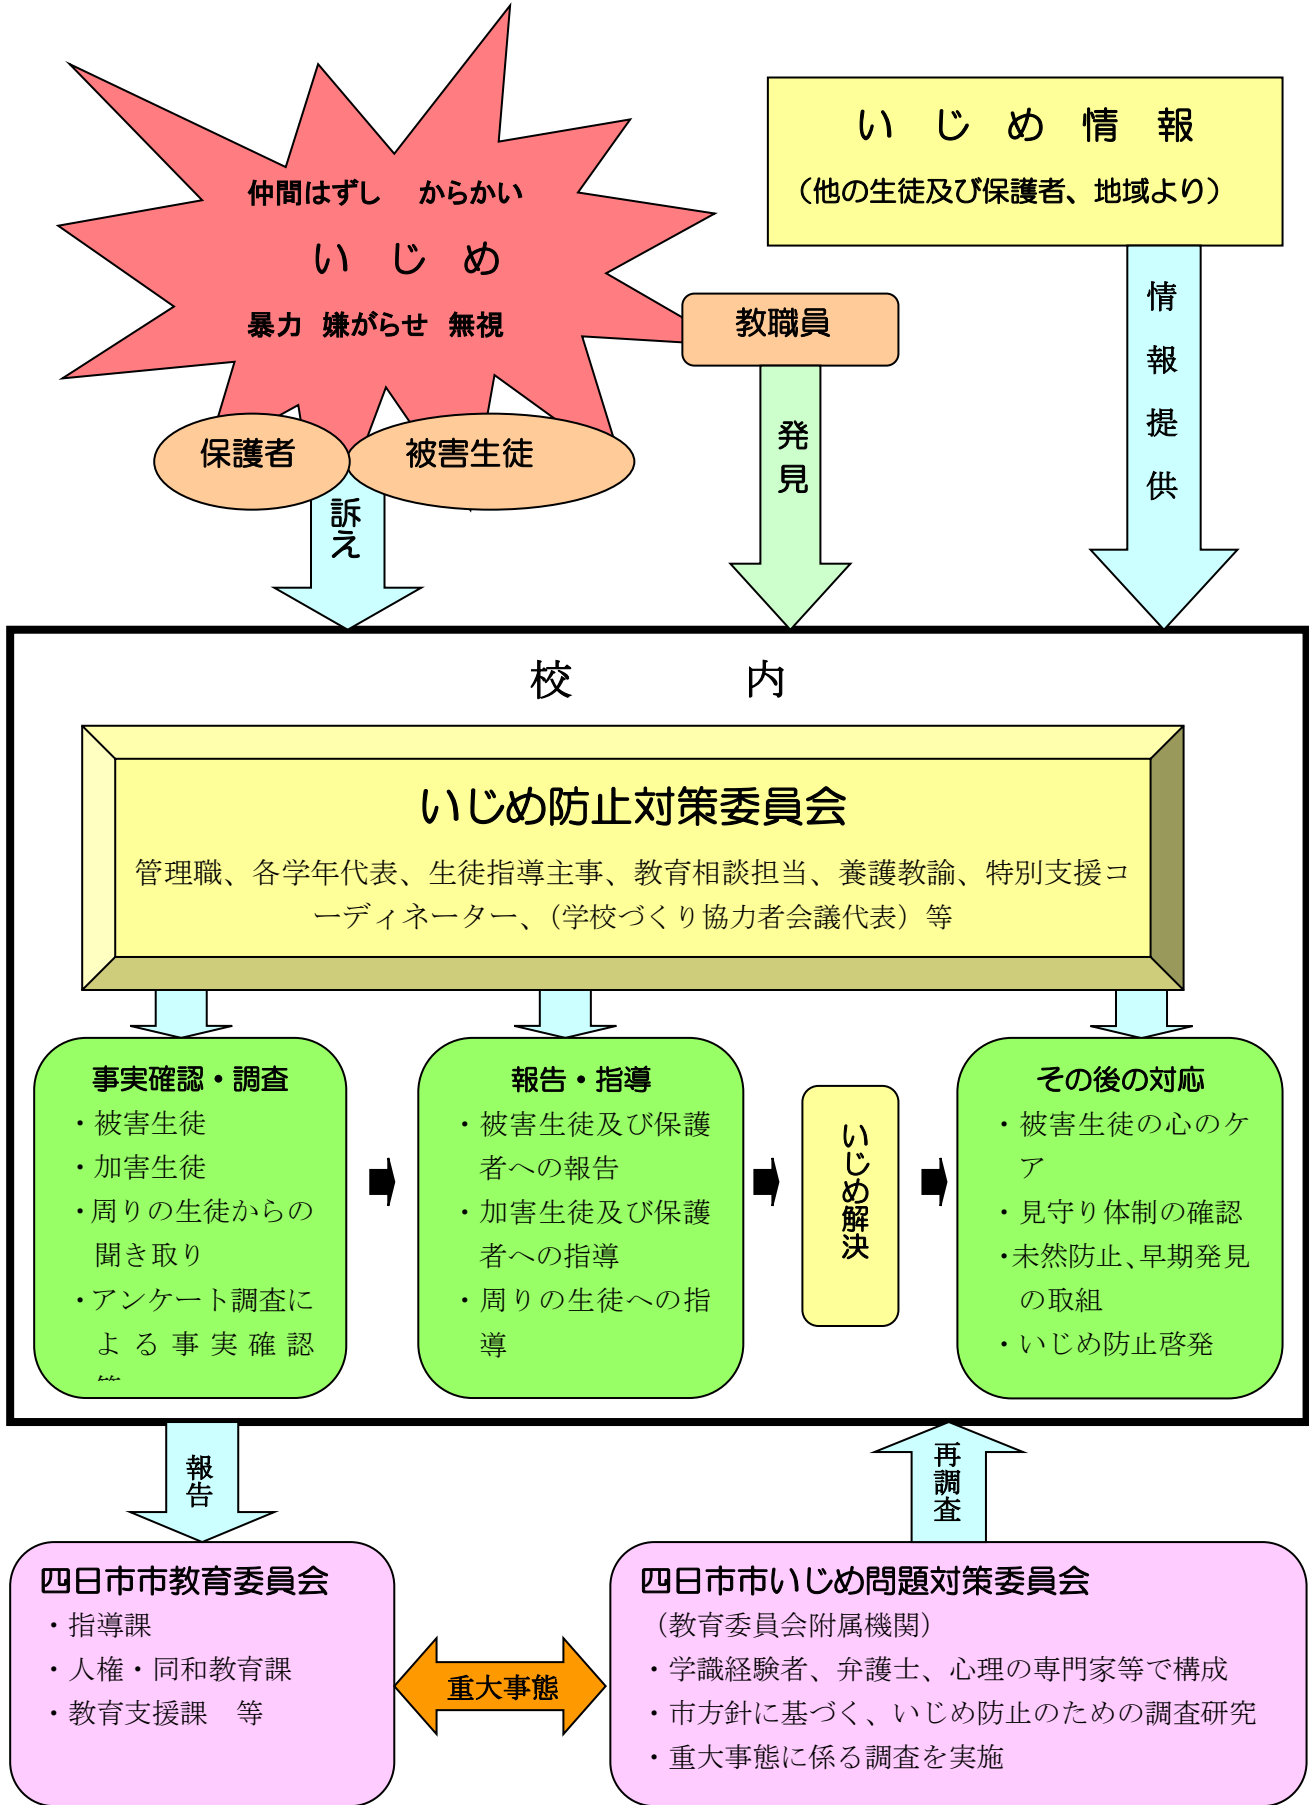 仲間はずし　からかい
いじめ
暴力　嫌がらせ　無視
いじめ情報
（他の生徒及び保護者、地域より）
教職員
保護者
被害生徒
訴え
発見
情報提供
校内
いじめ防止対策委員会
管理職、各学年代表、生徒指導主事、教育相談担当、養護教諭、特別支援コ
ーディネーター、（学校づくり協力者会議代表）等
事実確認・調査
・被害生徒
・加害生徒
・周りの生徒からの
聞き取り
・アンケート調査に
よる事実確認
報告・指導
・被害生徒及び保護
者への報告
・加害生徒及び保護
者への指導
・周りの生徒への指
導
いじめ解決
その後の対応
・被害生徒の心のケ
ア
・見守り体制の確認
・未然防止、早期発見
の取組
・いじめ防止啓発
報告
再調査
四日市市教育委員会
・指導課
・人権・同和教育課
・教育支援課　等
重大事態
四日市市いじめ問題対策委員会
（教育委員会附属機関）
・学識経験者、弁護士、心理の専門家等で構成
・市方針に基づく、いじめ防止のための調査研究
・重大事態に係る調査を実施